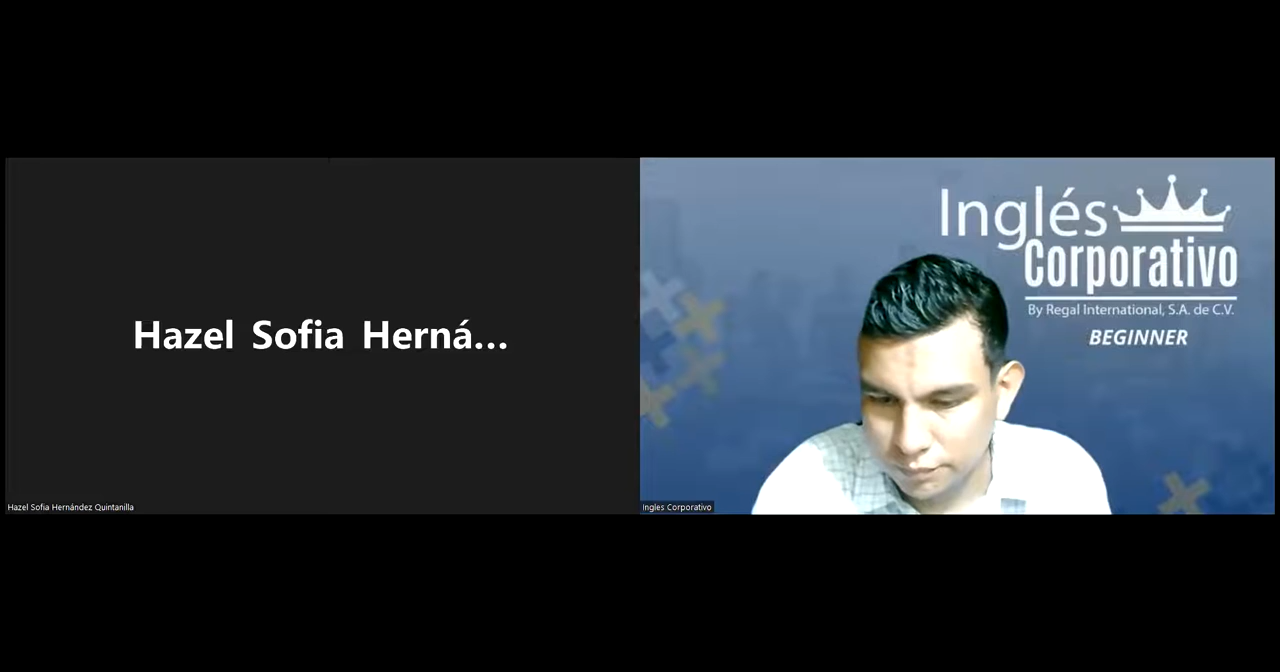 Hazel Sofia Herná...
Hazel Sofia Hernández Quintanilla
Inglés
Corporativo
By Regal International, S.A. de C.V.
BEGINNER
Ingles Corporativo